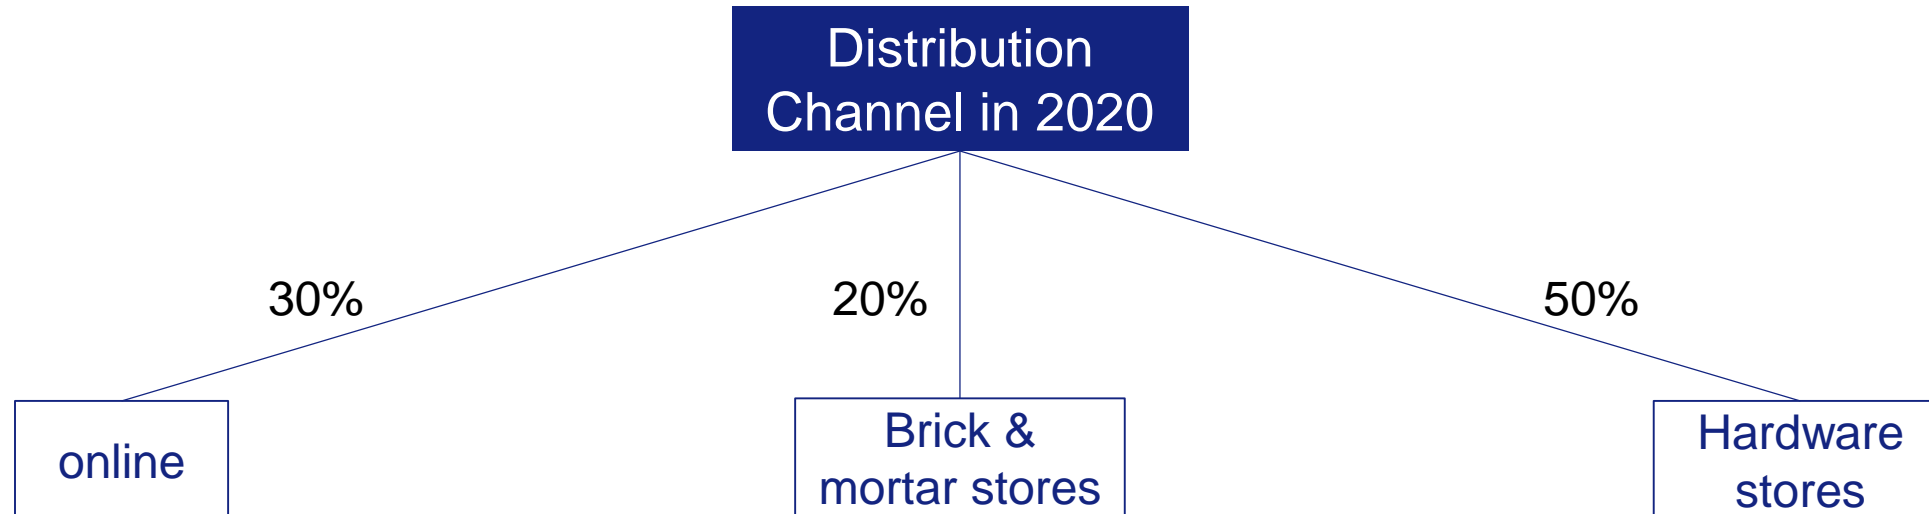 Distribution
Channel in 2020
30%
20%
50%
online
Brick &
mortar stores
Hardware
stores